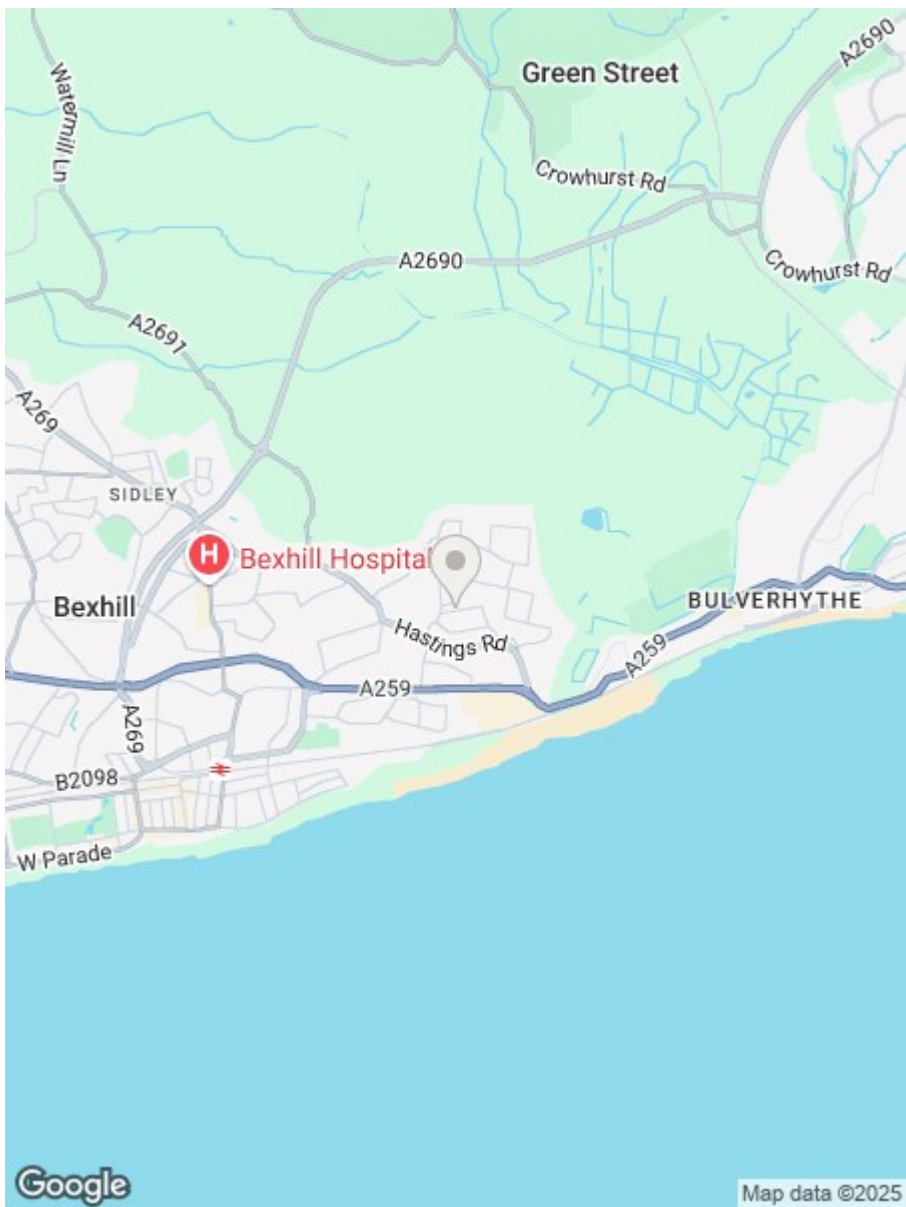 A2690
Green Street
Watermill Ln
Crowhurst Rd
A2690
Crowhurst Rd
A2691
A269
SIDLEY
H
Bexhill Hospital
Bexhill
BULVERHYTHE
Hastings Rd
A259
A259
A269
B2098
W Parade
Google
Map data ©2025